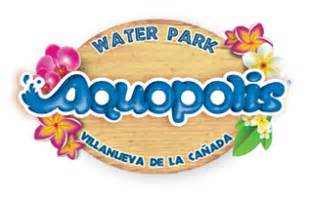 WATER PARK
Aquopolis
VILLANUEVA DE LA CAÑADA